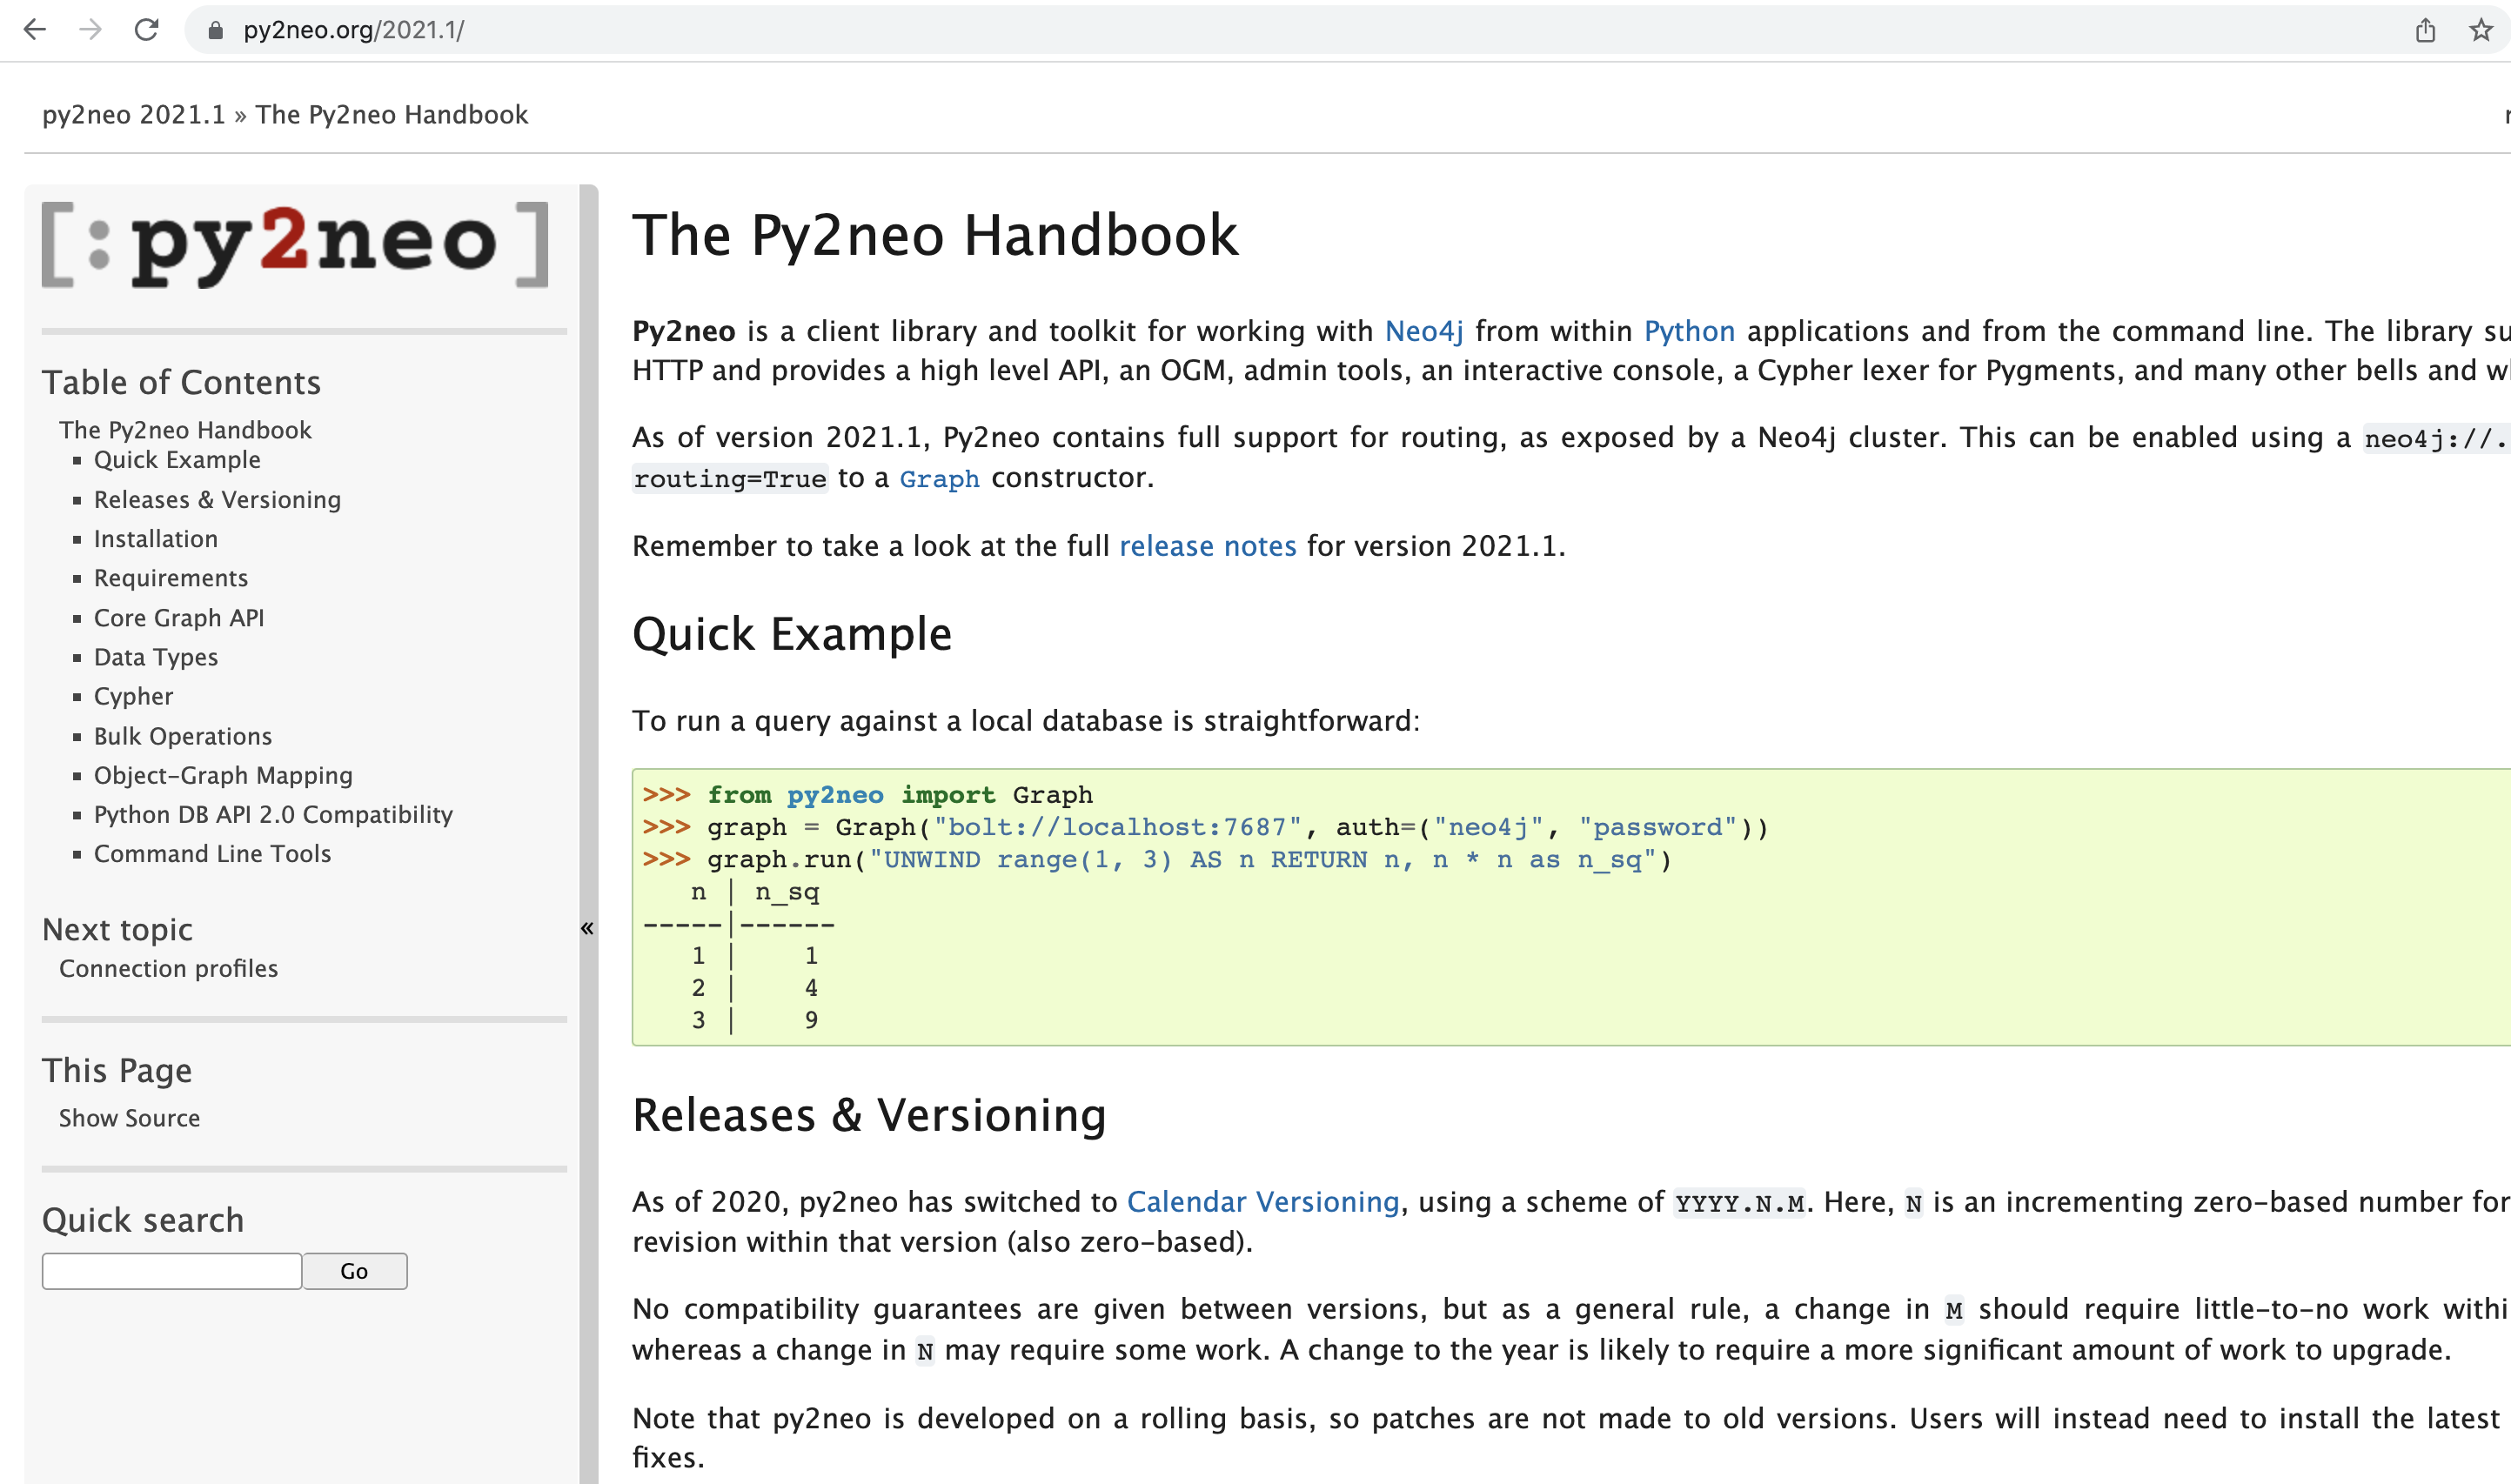 py2neo.org/2021.1/
py2neo 2021.1 » The Py2neo Handbook
[:py2neo]
Table of Contents
The Py2neo Handbook
Quick Example
Releases & Versioning
Installation
Requirements
Core Graph API
Data Types
Cypher
Bulk Operations
Object-Graph Mapping
Python DB API 2.0 Compatibility
Command Line Tools
Next topic
Connection profiles
This Page
Show Source
Quick search
Go
«
The Py2neo Handbook
Py2neo is a client library and toolkit for working with Neo4j from within Python applications and from the command line. The library su
HTTP and provides a high level API, an OGM, admin tools, an interactive console, a Cypher lexer for Pygments, and many other bells and
As of version 2021.1, Py2neo contains full support for routing, as exposed by a Neo4j cluster. This can be enabled using a neo4j://.
routing=True to a Graph constructor.
Remember to take a look at the full release notes for version 2021.1.
Quick Example
To run a query against a local database is straightforward:
>>> from py2neo import Graph
>>> graph = Graph("bolt://localhost:7687", auth=("neo4j", "password"))
>>> graph.run("UNWIND range(1, 3) AS n RETURN n, n * n as n_sq")
n | n_sq
-----|------
1 | 1
2 | 4
3 | 9
Releases & Versioning
As of 2020, py2neo has switched to Calendar Versioning, using a scheme of YYYY.N.M. Here, N is an incrementing zero-based number for
revision within that version (also zero-based).
No compatibility guarantees are given between versions, but as a general rule, a change in M should require little-to-no work withi
whereas a change in N may require some work. A change to the year is likely to require a more significant amount of work to upgrade.
Note that py2neo is developed on a rolling basis, so patches are not made to old versions. Users will instead need to install the latest
fixes.